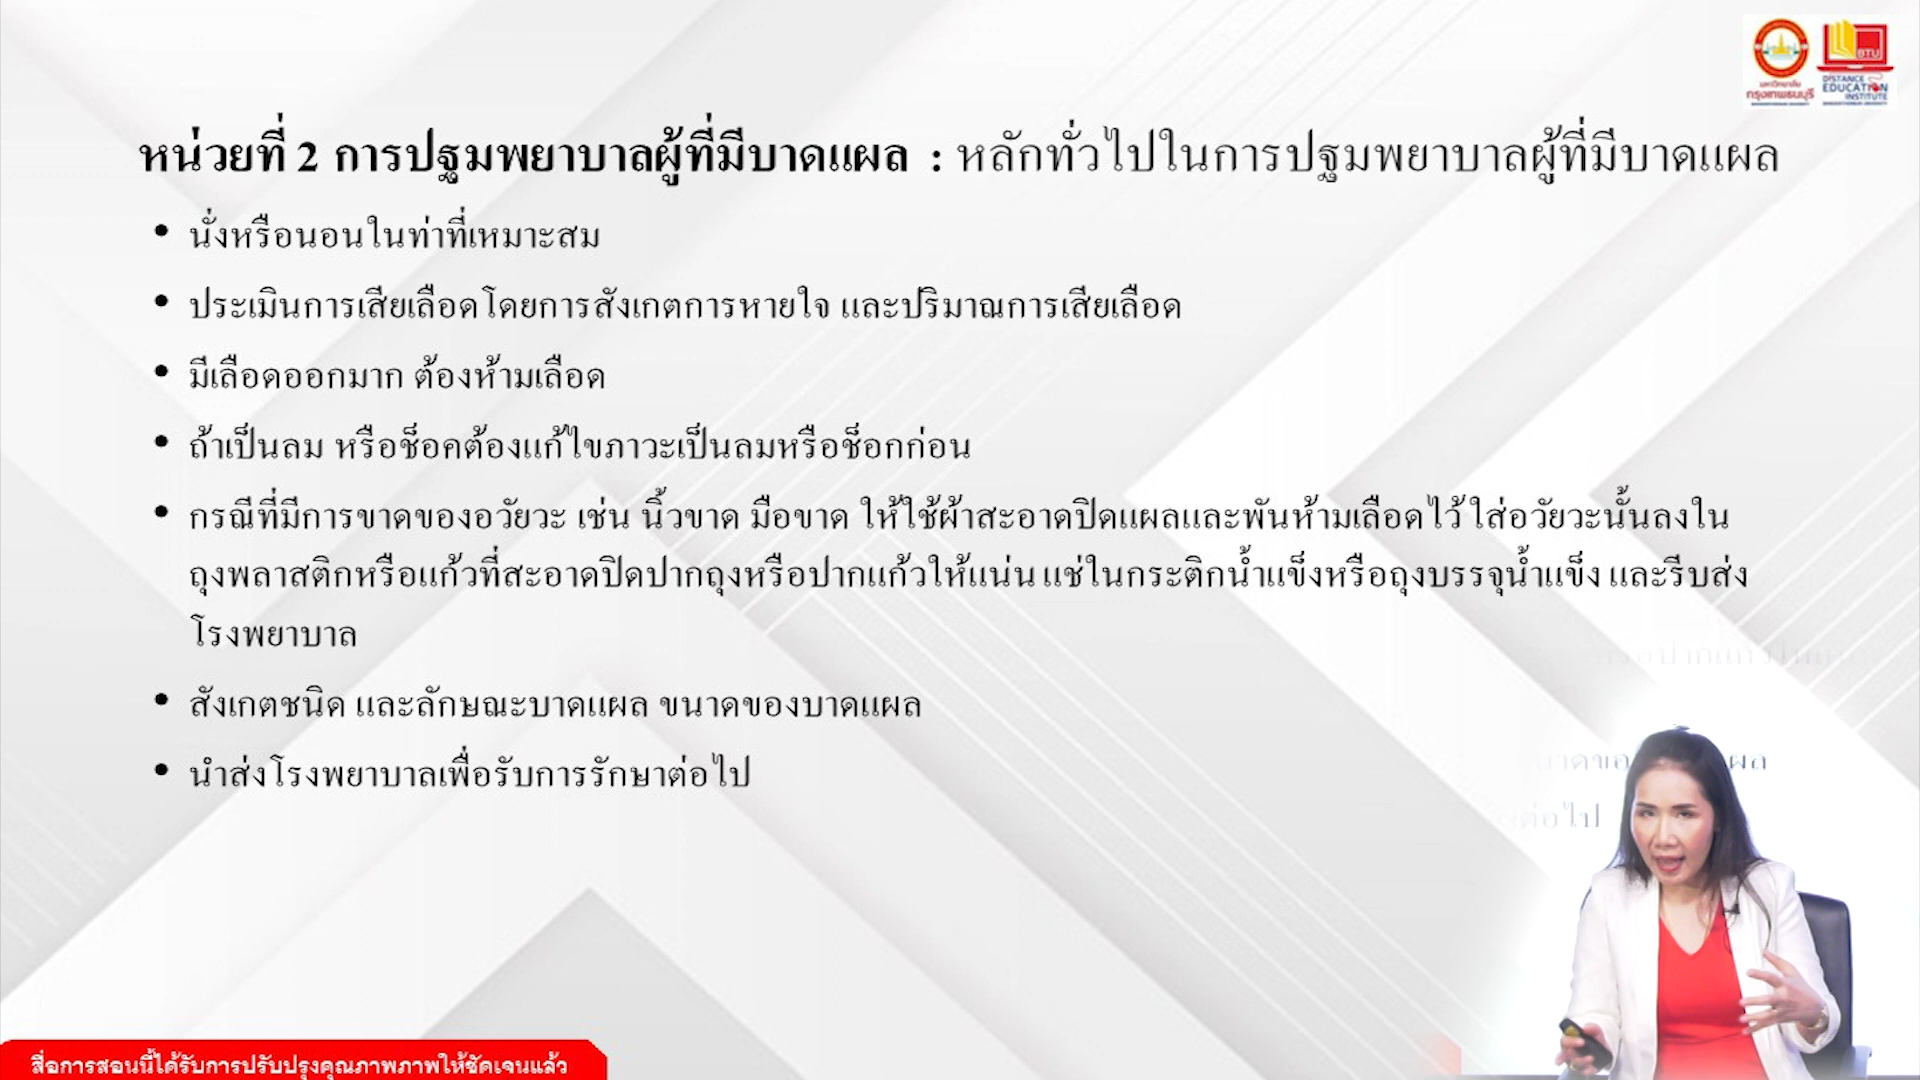 มหาวิทยาลัย
กรุงเทพธนบุรี
BTU
DISTANCE
EDUCATION
INSTITUTE
หน่วยที่ 2 การปฐมพยาบาลผู้ที่มีบาดแผล : หลักทั่วไปในการปฐมพยาบาลผู้ที่มีบาดแผล
• นั่งหรือนอนในท่าที่เหมาะสม
• ประเมินการเสียเลือดโดยการสังเกตการหายใจ และปริมาณการเสียเลือด
• มีเลือดออกมาก ต้องห้ามเลือด
• ถ้าเป็นลม หรือช็อคต้องแก้ไขภาวะเป็นลมหรือช็อกก่อน
• กรณีที่มีการขาดของอวัยวะ เช่น นิ้วขาด มือขาด ให้ใช้ผ้าสะอาดปิดแผลและพันห้ามเลือดไว้ ใส่อวัยวะนั้นลงใน
ถุงพลาสติกหรือแก้วที่สะอาดปิดปากถุงหรือปากแก้วให้แน่น แช่ในกระติกน้ำแข็งหรือถุงบรรจุน้ำแข็ง และรีบส่ง
โรงพยาบาล
• สังเกตชนิด และลักษณะบาดแผล ขนาดของบาดแผล
• นำส่งโรงพยาบาลเพื่อรับการรักษาต่อไป
สื่อการสอนนี้ได้รับการปรับปรุงคุณภาพภาพให้ชัดเจนแล้ว